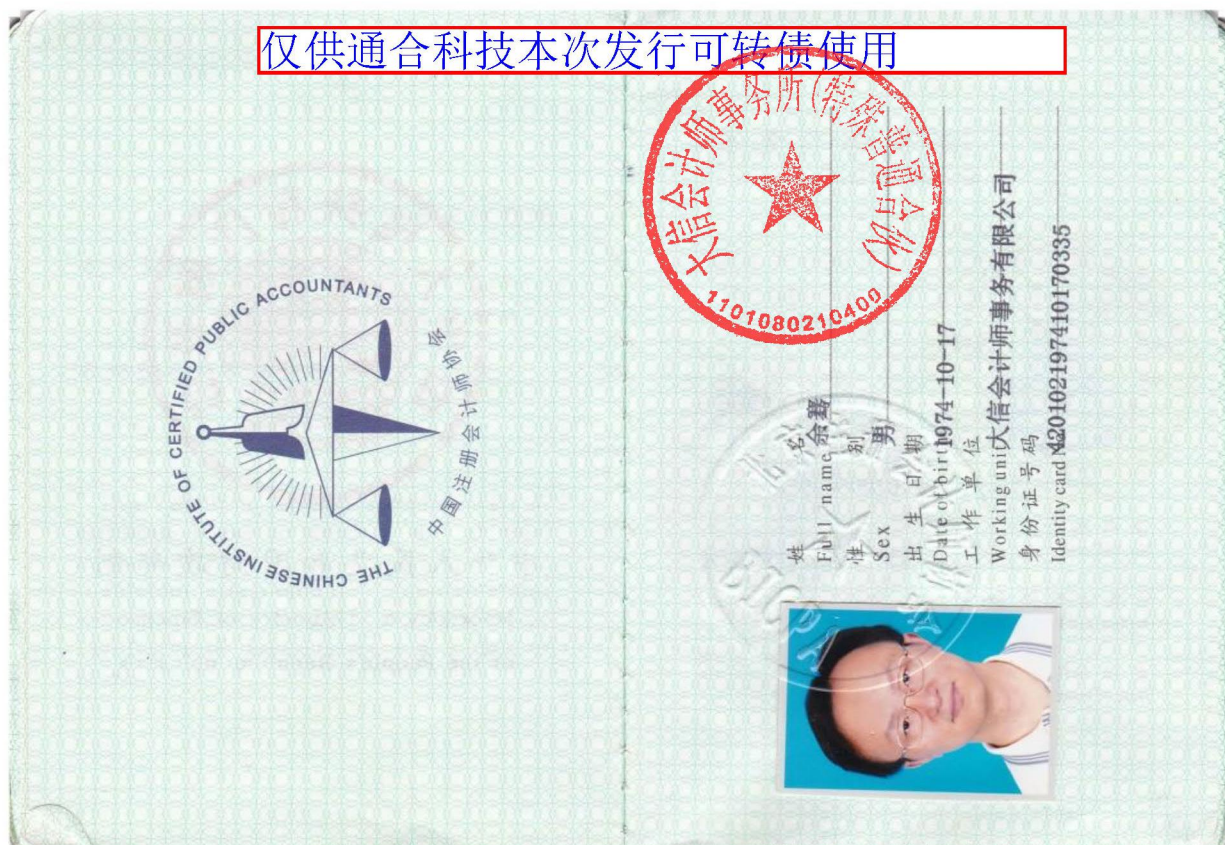 仅供通合科技本次发行可转债使用
THE CHINESE INSTITUTE OF CERTIFIED PUBLIC ACCOUNTANTS
中国注册会计师协会
大信会计师事务所(特殊普通合伙)
1101080210400
姓 名 余骞
Full name
性 别 男
Sex
出生日期 1974-10-17
Date of birth
工作单位 大信会计师事务有限公司
Working unit
身份证号码 420102197410170335
Identity card
BICPA